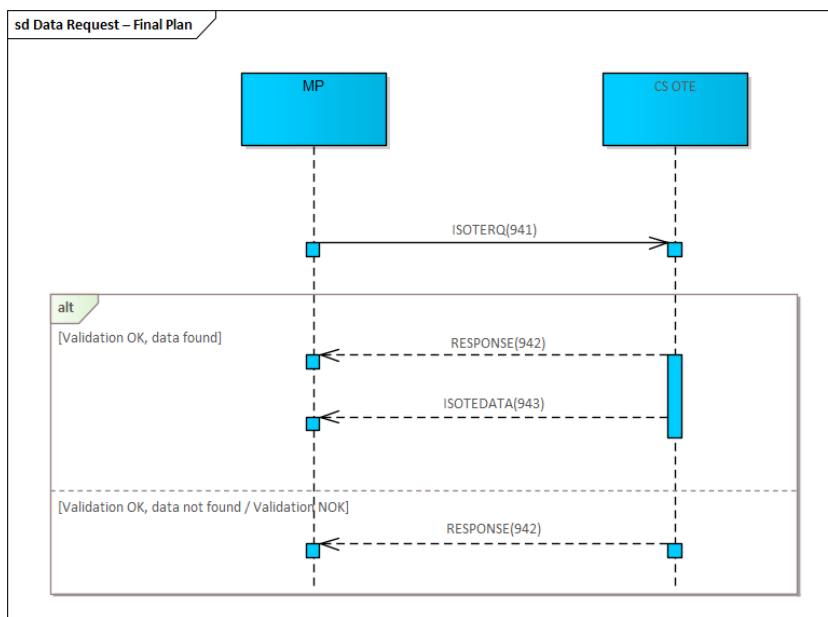 sd Data Request – Final Plan
MP
CS OTE
ISOTERQ(941)
alt
[Validation OK, data found]
RESPONSE(942)
ISOTEDATA(943)
[Validation OK, data not found / Validation NOK]
RESPONSE(942)